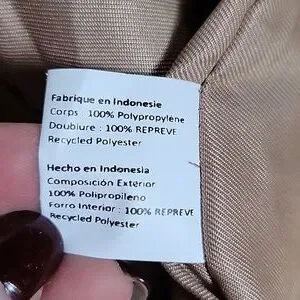 Fabrique en Indonesie
Corps : 100% Polypropylene
Doublure : 100% REPREVE
Recycled Polyester
Hecho en Indonesia
Composición Exterior
100% Polipropileno
Forro Interior : 100% REPREVE
Recycled Polyester